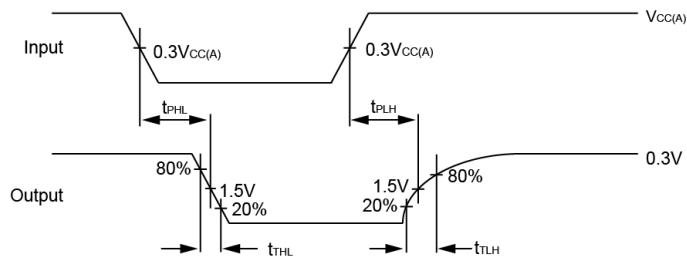 VCC(A)
Input
0.3VCC(A)
0.3VCC(A)
tPHL
tPLH
0.3V
80%
80%
1.5V
1.5V
Output
20%
20%
tTHL
tTLH